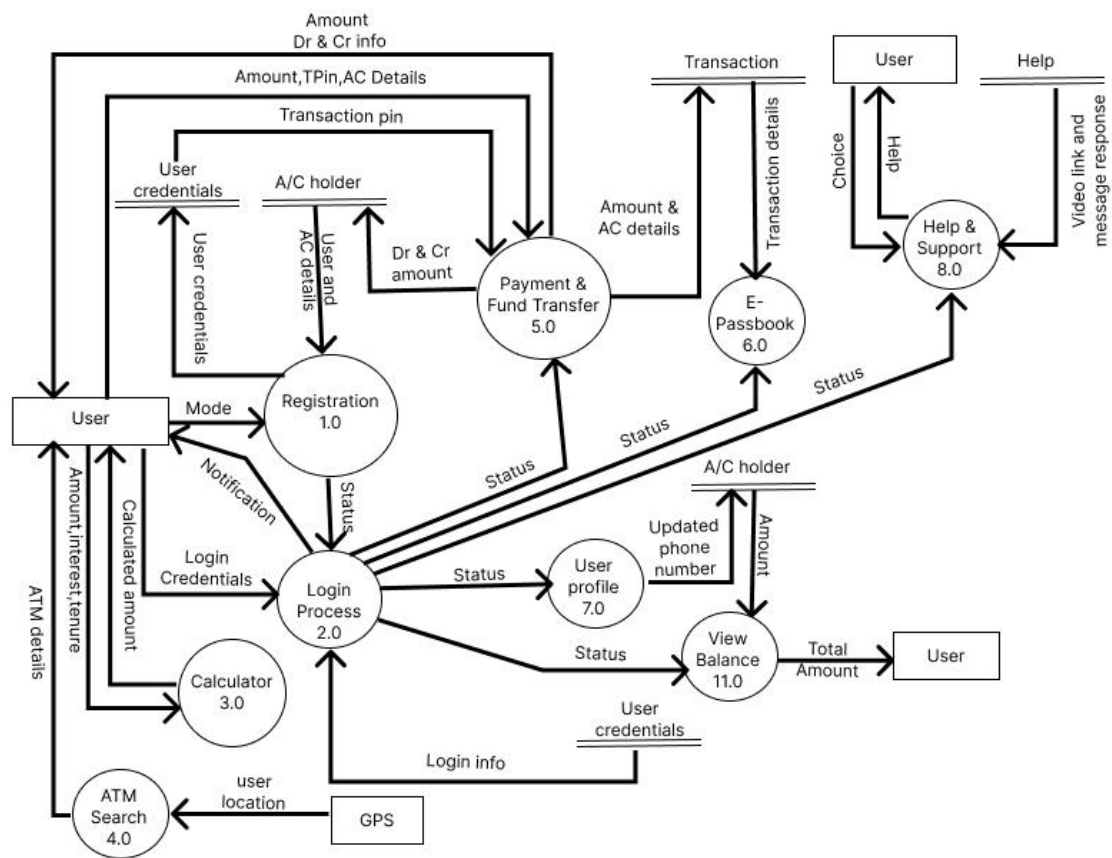 Amount
Dr & Cr info
Amount,TPin,AC Details
Transaction pin
User
credentials
A/C holder
Transaction
User
Help
User credentials
User and
AC details
Dr & Cr
amount
Payment &
Fund Transfer
5.0
Amount &
AC details
Transaction details
E-
Passbook
6.0
Choice
Help
Help &
Support
8.0
Video link and
message response
User
Mode
Registration
1.0
Notification
Status
Status
Status
Status
A/C holder
Amount,interest,tenure
Calculated amount
Login
Credentials
Login
Process
2.0
Status
User
profile
7.0
Updated
phone
number
Amount
ATM details
Calculator
3.0
Status
View
Balance
11.0
Total
Amount
User
User
credentials
Login info
ATM
Search
4.0
user
location
GPS